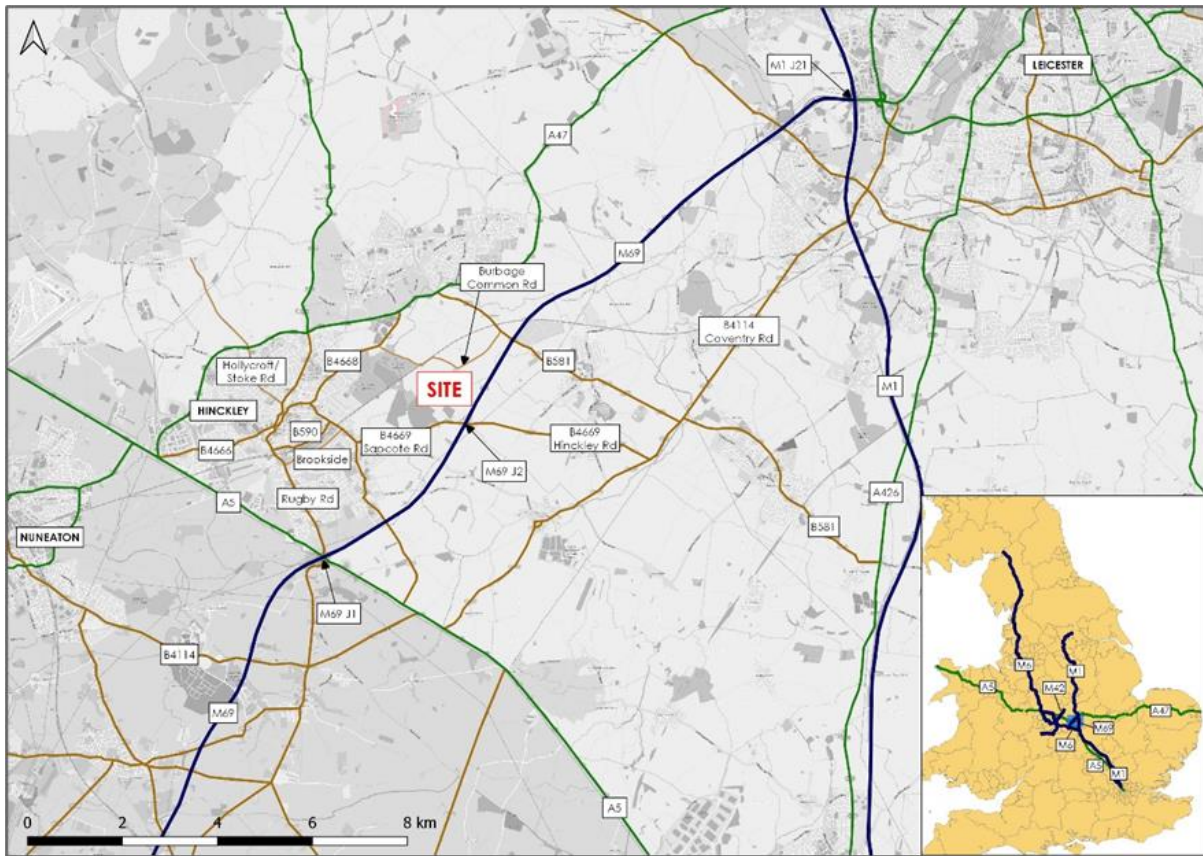 M1 J21
LEICESTER
A47
M69
Burbage
Common Rd
B4114
Coventry Rd
Hollycroft/
Stoke Rd
B4668
B581
SITE
M1
HINCKLEY
B590
B4669
Sapcote Rd
B4669
Hinckley Rd
B4666
Brookside
M69 J2
Rugby Rd
A5
A426
NUNEATON
B581
M69 J1
B4114
M69
A5
0 2 4 6 8 km
M6
M1
A5
M42
A47
M69
M6
A5
M1